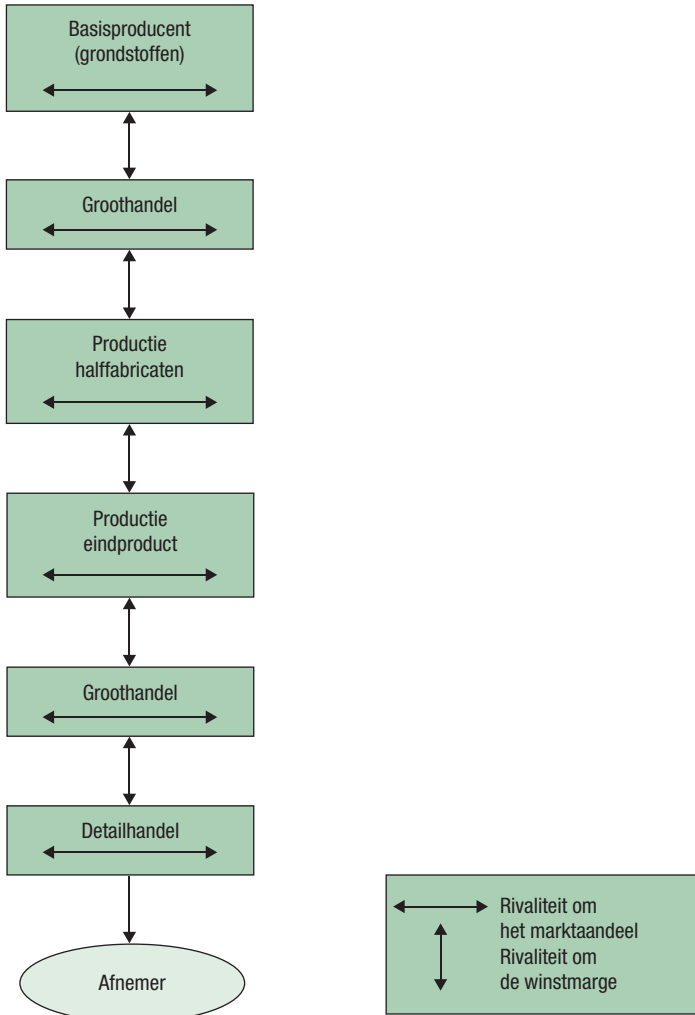 Basisproducent
(grondstoffen)
Groothandel
Productie
halffabricaten
Productie
eindproduct
Groothandel
Detailhandel
Afnemer
Rivaliteit om
het marktaandeel
Rivaliteit om
de winstmarge